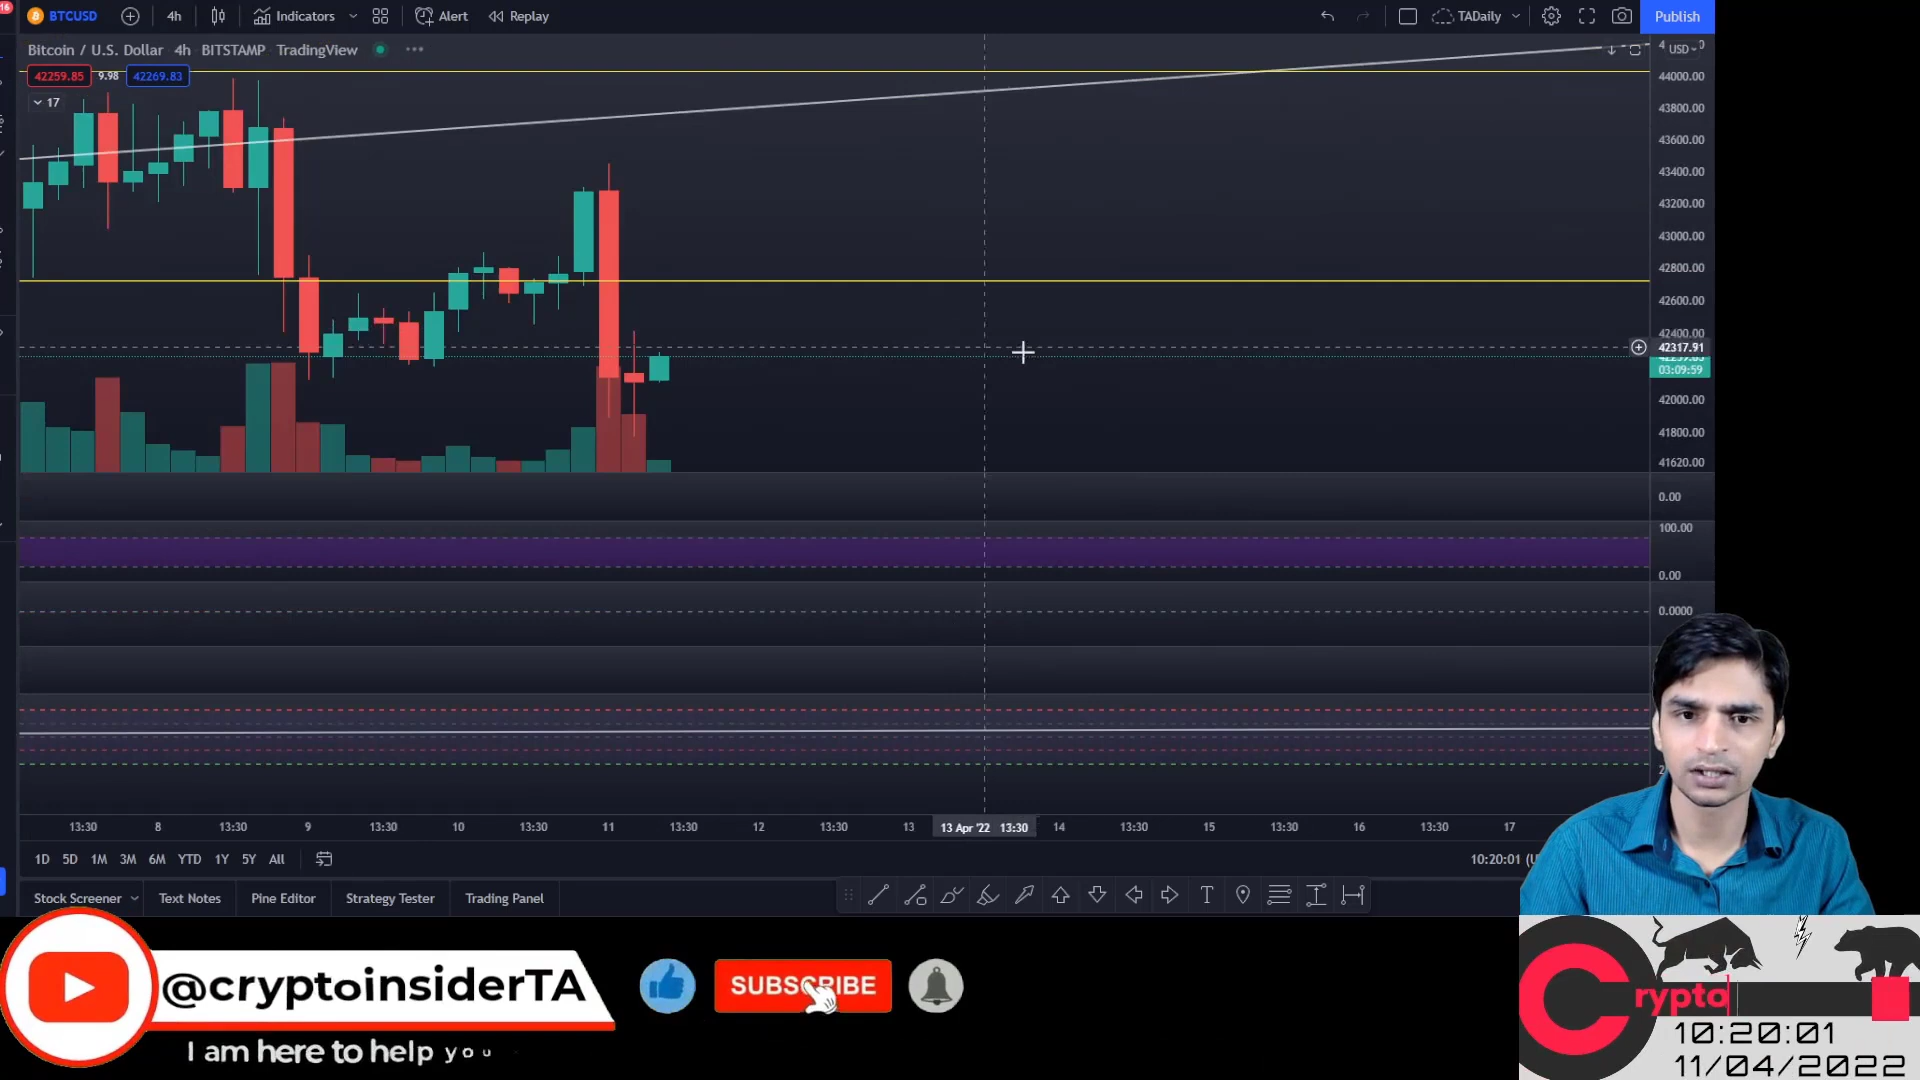 16
BTCUSD 4h Indicators Alert Replay TADaily Publish
Bitcoin / U.S. Dollar 4h BITSTAMP TradingView
USD
42259.85 9.98 42269.83
17
44000.00
43800.00
43600.00
43400.00
43200.00
43000.00
42800.00
42600.00
42400.00
42317.91
03:09:59
42000.00
41800.00
41620.00
0.00
100.00
0.00
0.0000
13:30 8 13:30 9 13:30 10 13:30 11 13:30 12 13:30 13 13 Apr '22 13:30 14 13:30 15 13:30 16 13:30 17
1D 5D 1M 3M 6M YTD 1Y 5Y All
10:20:01 (U
Stock Screener Text Notes Pine Editor Strategy Tester Trading Panel
T
@cryptoinsiderTA
SUBSCRIBE
I am here to help you
Crypto
10:20:01
11/04/2022